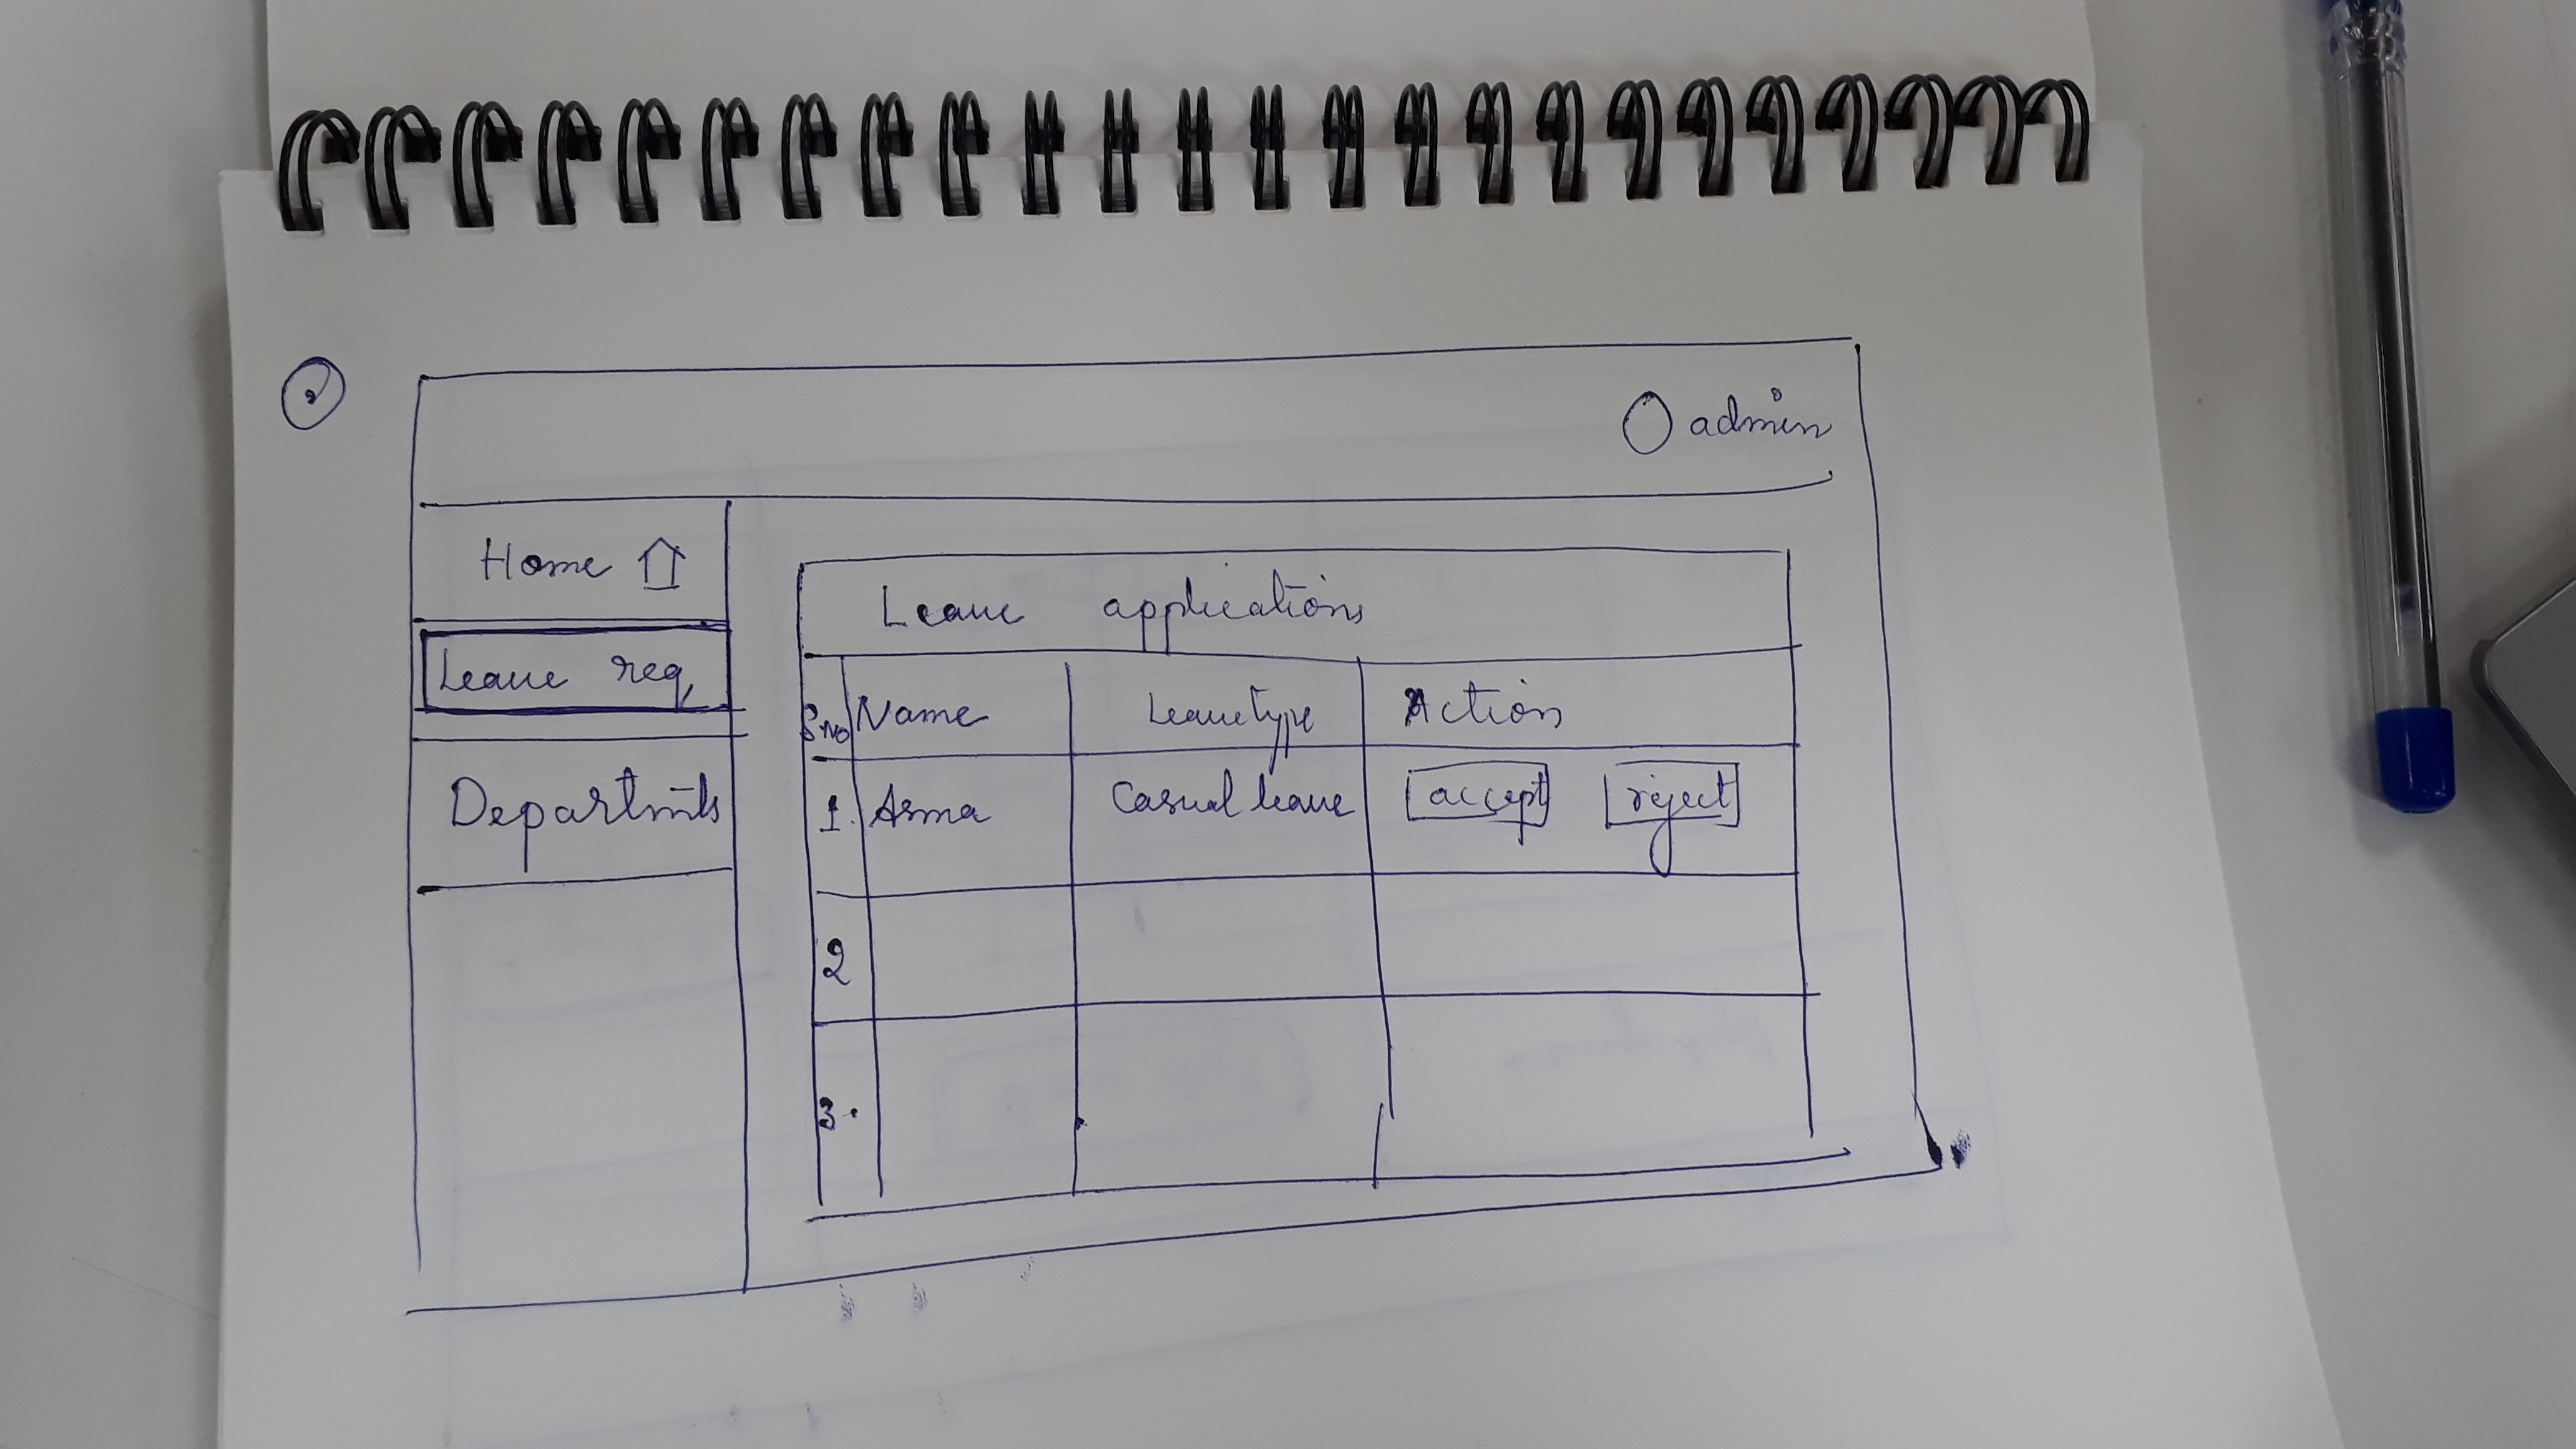 2
admin
Home
Leave req,
Departmnts
Leave applications
S.No Name Leavetype Action
1. Asma Casual leave accept reject
2
3.